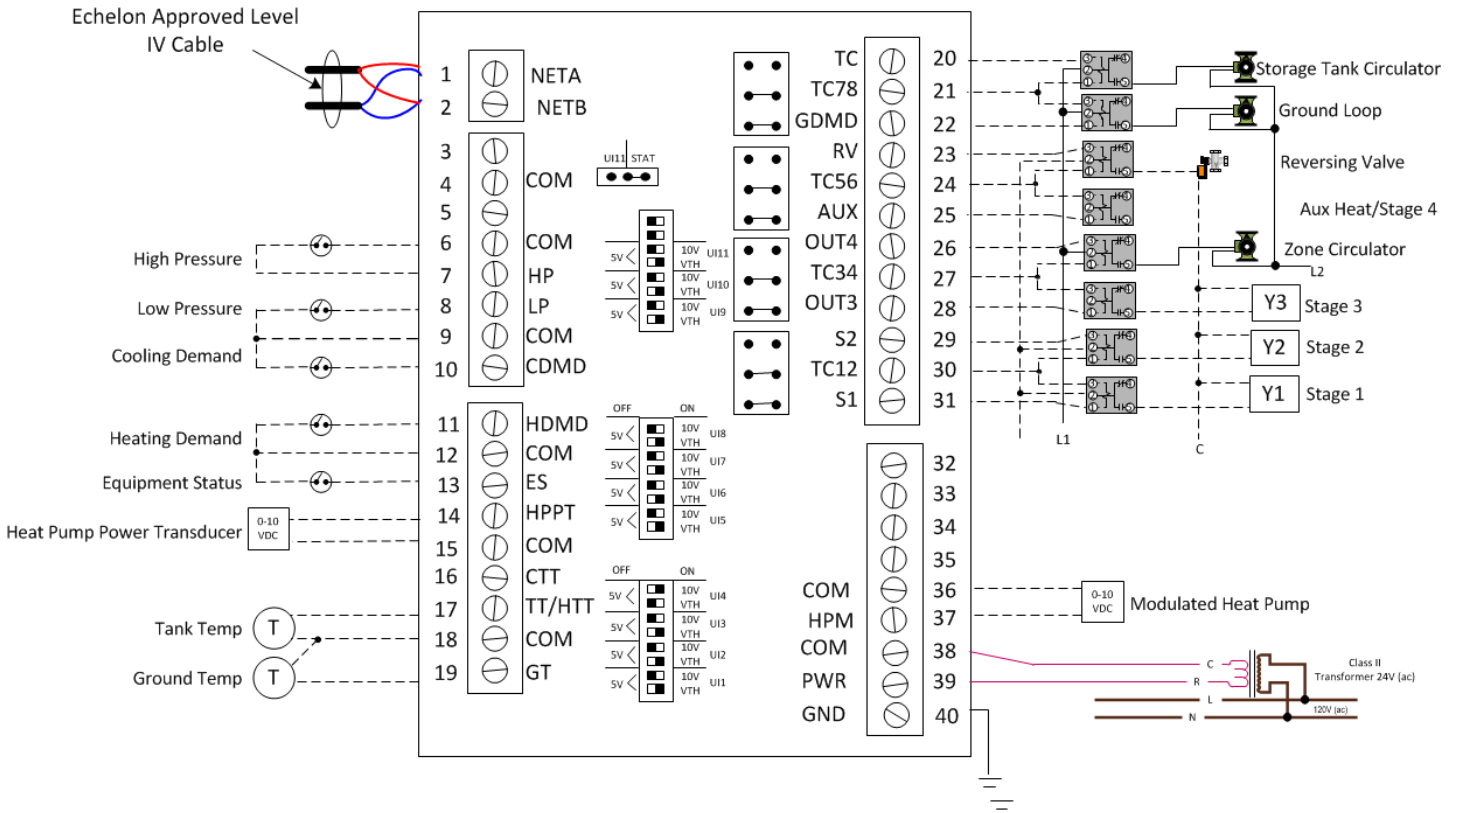 Echelon Approved Level
IV Cable
1 NETA
2 NETB
3
4 COM
5
High Pressure
6 COM
7 HP
Low Pressure
8 LP
9 COM
Cooling Demand
10 CDMD
Heating Demand
11 HDMD
12 COM
Equipment Status
13 ES
Heat Pump Power Transducer
0-10
VDC
14 HPPT
15 COM
16 CTT
Tank Temp
T
17 TT/HTT
18 COM
Ground Temp
T
19 GT
UI11 STAT
5V 10V UI11
VTH
5V 10V UI10
VTH
5V 10V UI9
VTH
OFF ON
5V 10V UI8
VTH
5V 10V UI7
VTH
5V 10V UI6
VTH
5V 10V UI5
VTH
OFF ON
5V 10V UI4
VTH
5V 10V UI3
VTH
5V 10V UI2
VTH
5V 10V UI1
VTH
TC 20
TC78 21
GDMD 22
RV 23
TC56 24
AUX 25
OUT4 26
TC34 27
OUT3 28
S2 29
TC12 30
S1 31
32
33
34
35
COM 36
HPM 37
COM 38
PWR 39
GND 40
Storage Tank Circulator
Ground Loop
Reversing Valve
Aux Heat/Stage 4
Zone Circulator
L2
Y3 Stage 3
Y2 Stage 2
Y1 Stage 1
L1
C
0-10
VDC
Modulated Heat Pump
C
R
L
N
Class II
Transformer 24V (ac)
120V (ac)